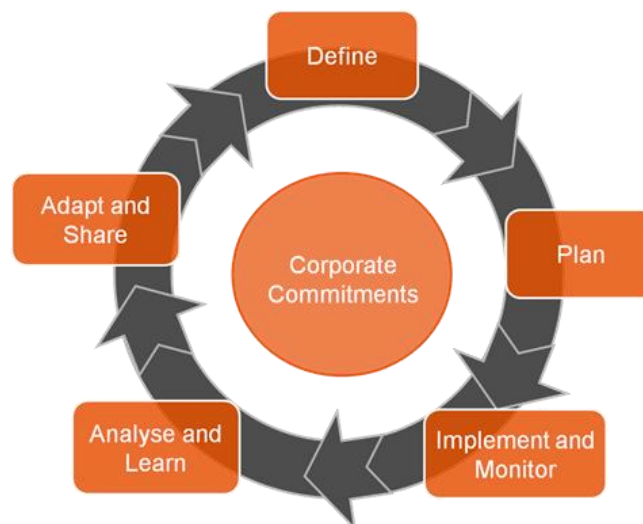 Define
Plan
Implement and
Monitor
Analyse and
Learn
Adapt and
Share
Corporate
Commitments